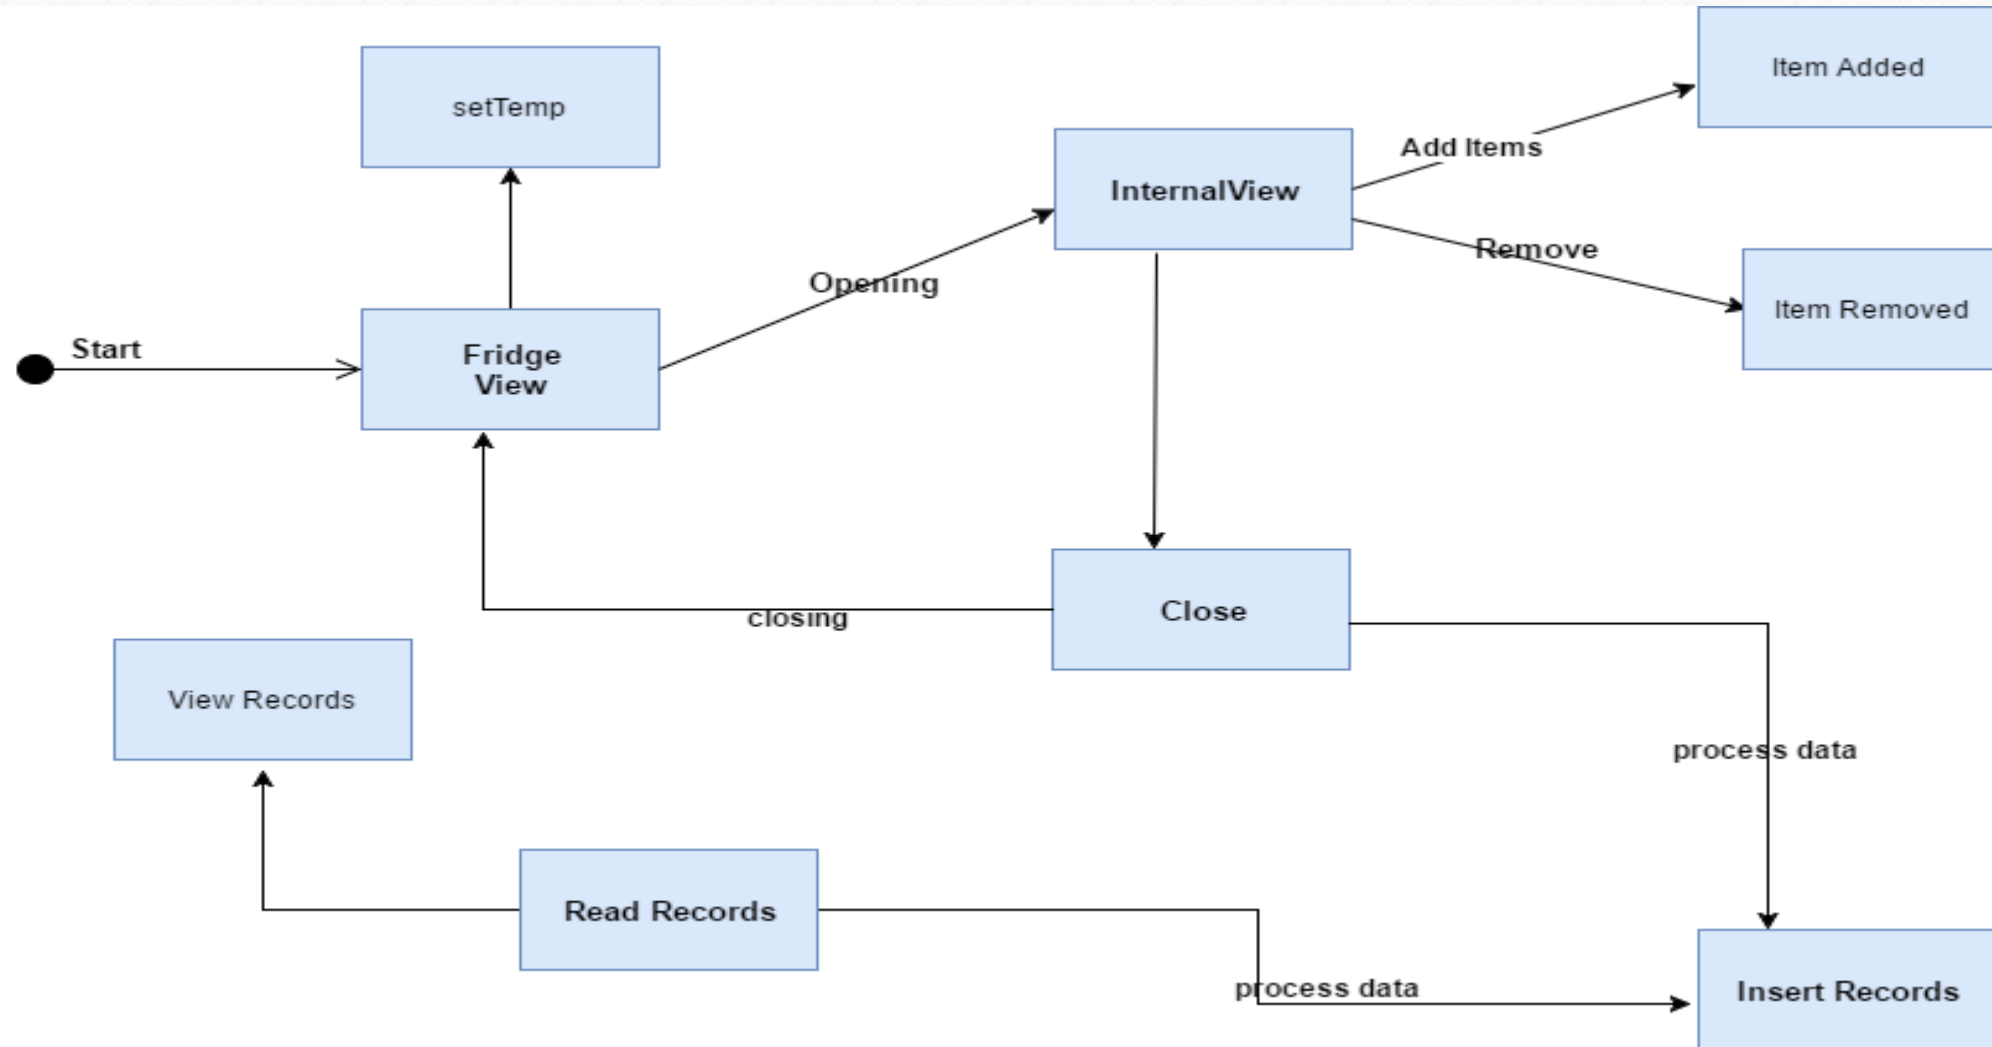 Item Added
setTemp
Add Items
InternalView
Remove
Opening
Item Removed
Start
Fridge
View
Close
closing
View Records
process data
Read Records
process data
Insert Records